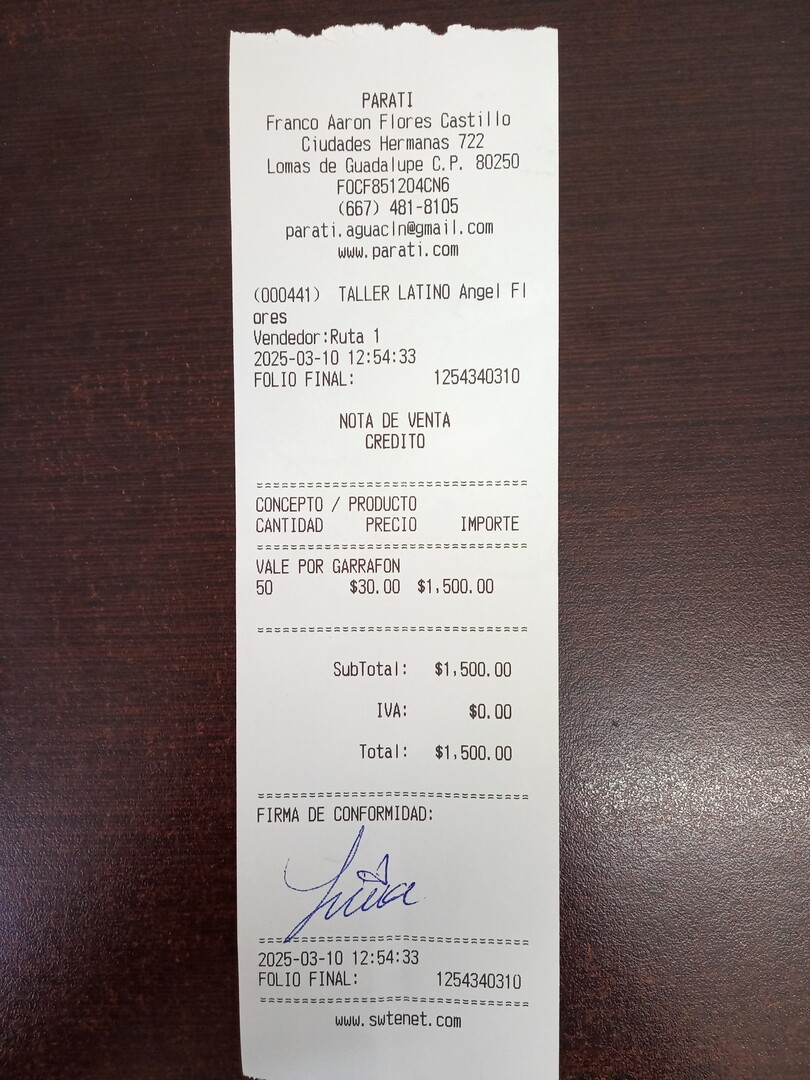 PARATI
Franco Aaron Flores Castillo
Ciudades Hermanas 722
Lomas de Guadalupe C.P. 80250
FOCF851204CN6
(667) 481-8105
parati.aguacln@gmail.com
www.parati.com
(000441) TALLER LATINO Angel Fl
ores
Vendedor:Ruta 1
2025-03-10 12:54:33
FOLIO FINAL: 1254340310
NOTA DE VENTA
CREDITO
==============================
CONCEPTO / PRODUCTO
CANTIDAD PRECIO IMPORTE
==============================
VALE POR GARRAFON
50 $30.00 $1,500.00
==============================
SubTotal: $1,500.00
IVA: $0.00
Total: $1,500.00
==============================
FIRMA DE CONFORMIDAD:
==============================
2025-03-10 12:54:33
FOLIO FINAL: 1254340310
==============================
www.swtenet.com